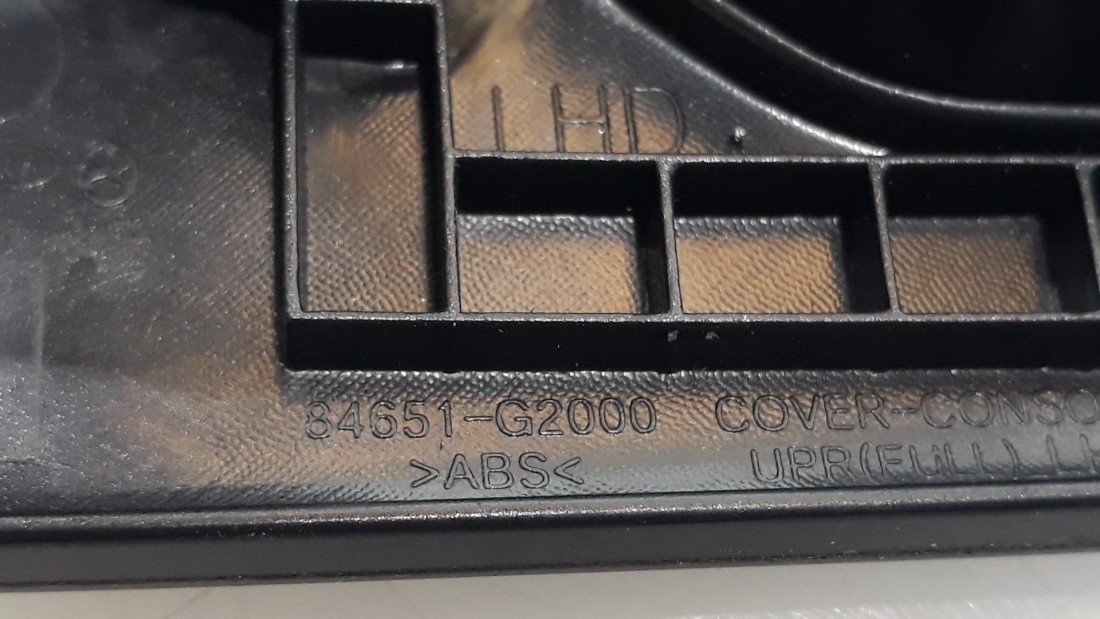 LHD
84651-G2000 COVER-CONSO
>ABS< UPR(FULL) LH